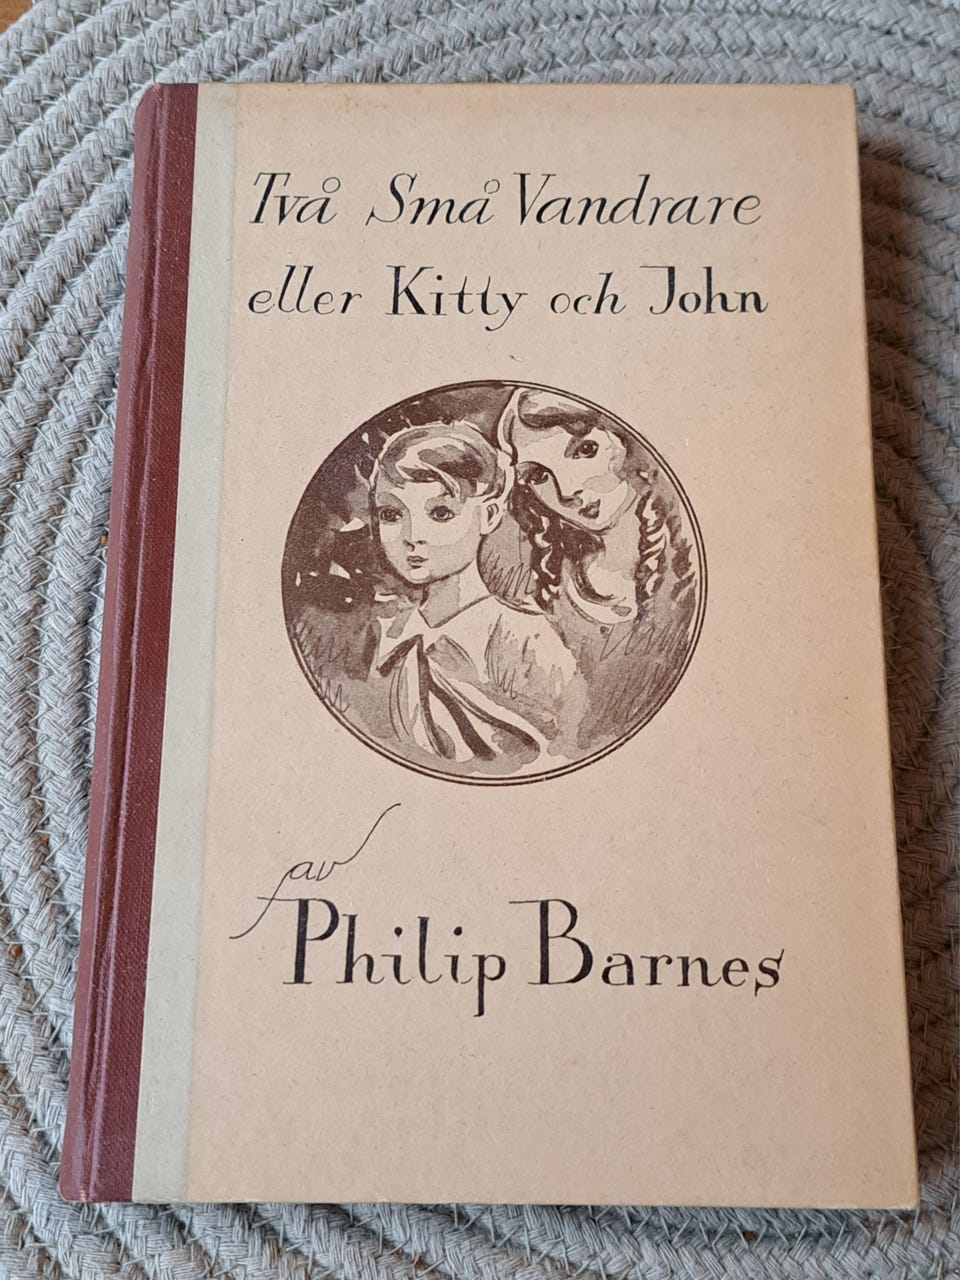 Två Små Vandrare
eller Kitty och John
av
Philip Barnes